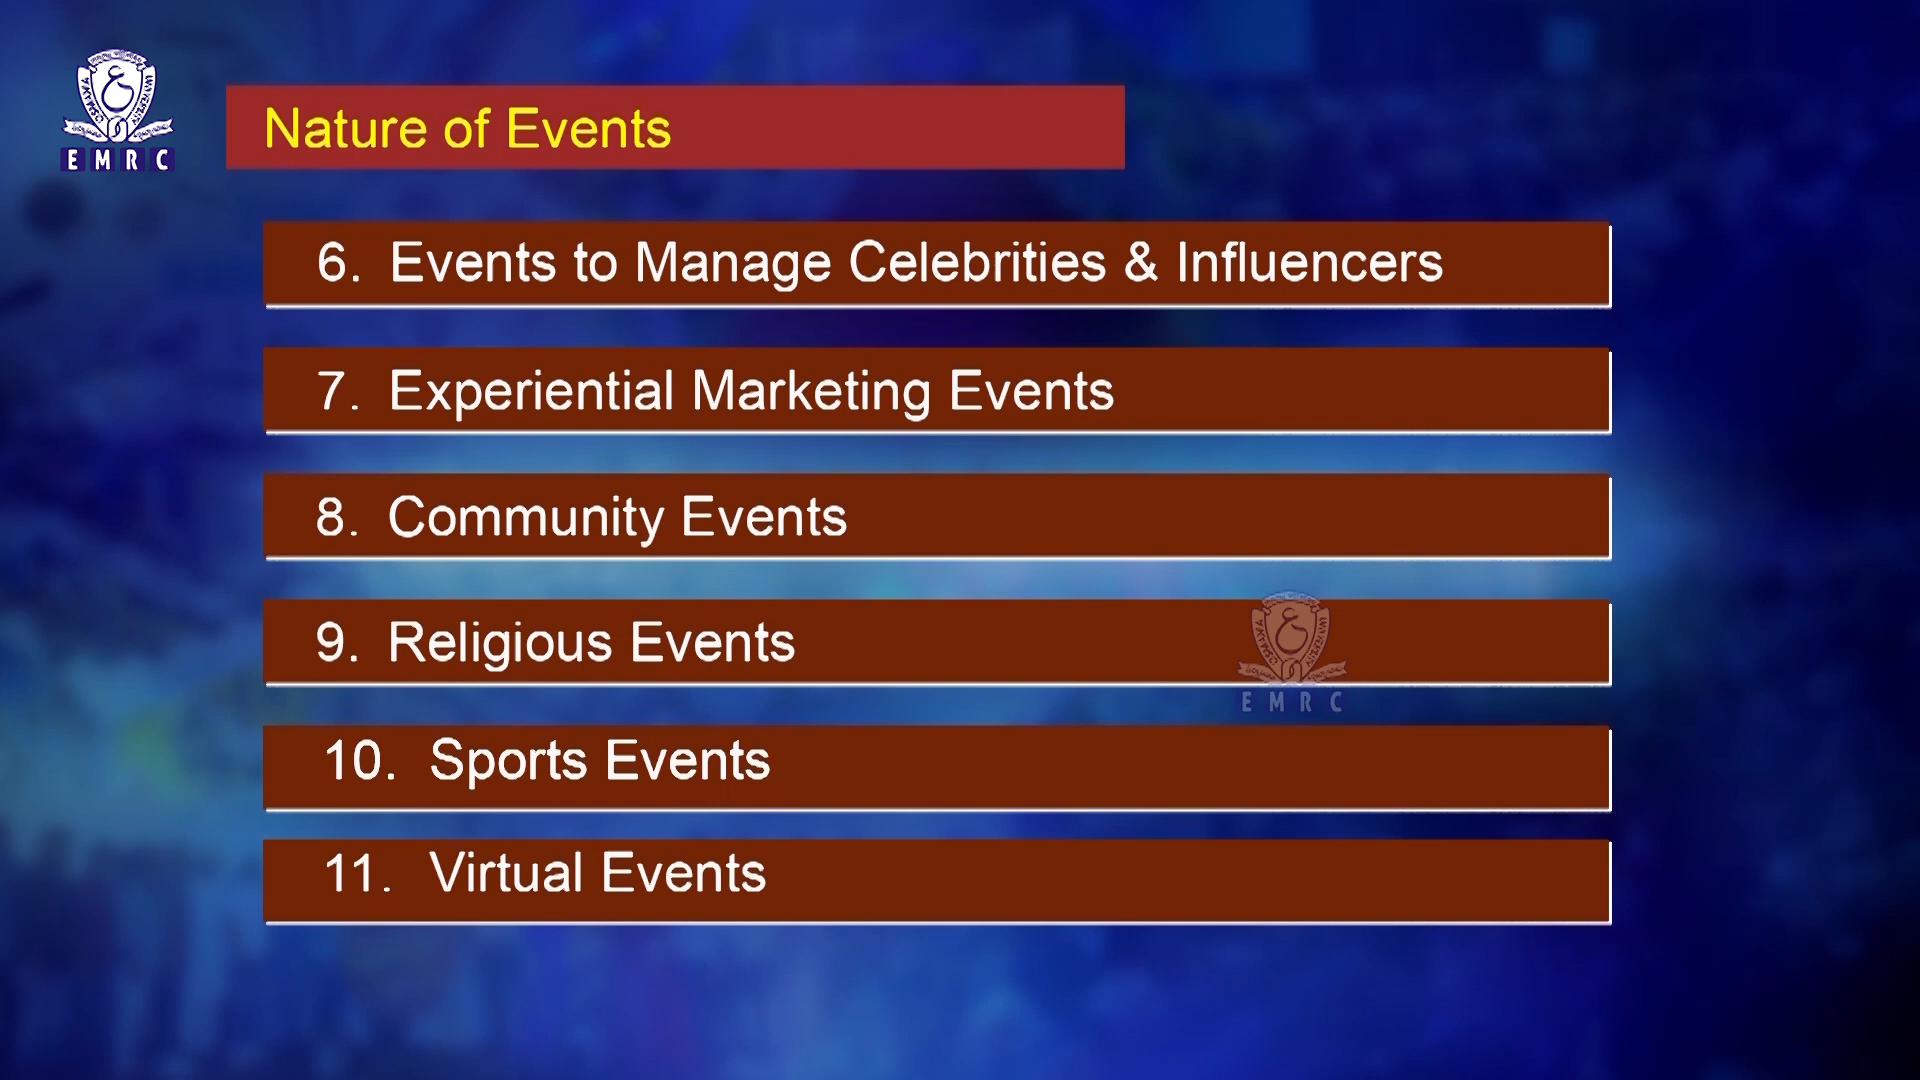 EMRC
Nature of Events
6. Events to Manage Celebrities & Influencers
7. Experiential Marketing Events
8. Community Events
9. Religious Events
EMRC
10. Sports Events
11. Virtual Events